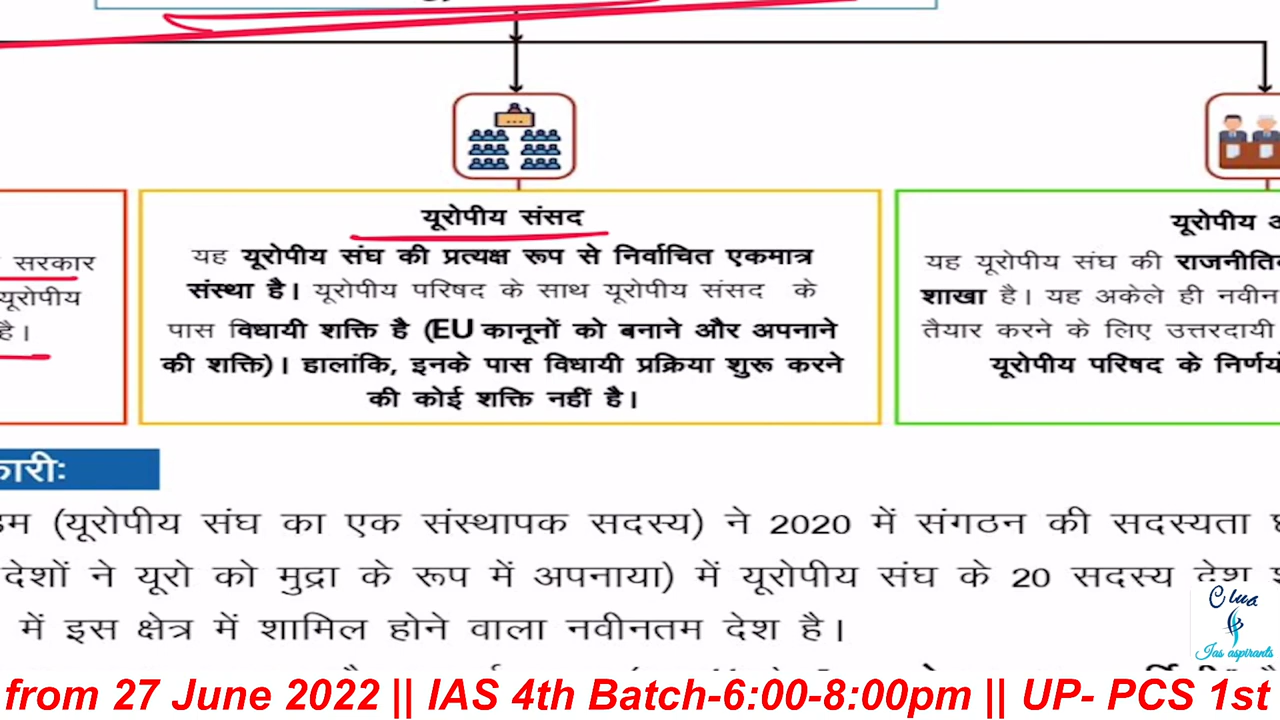 यूरोपीय संसद
यह यूरोपीय संघ की प्रत्यक्ष रूप से निर्वाचित एकमात्र
संस्था है। यूरोपीय परिषद के साथ यूरोपीय संसद के
पास विधायी शक्ति है (EU कानूनों को बनाने और अपनाने
की शक्ति)। हालांकि, इनके पास विधायी प्रक्रिया शुरू करने
की कोई शक्ति नहीं है।
सरकार
यूरोपीय
है।
यूरोपीय
यह यूरोपीय संघ की
शाखा है। यह अकेले ही नवीन
तैयार करने के लिए उत्तरदायी
यूरोपीय परिषद के
(यूरोपीय संघ का एक संस्थापक सदस्य) ने 2020 में संगठन की सदस्यता
देशों ने यूरो को मुद्रा के रूप में अपनाया) में यूरोपीय संघ के 20 सदस्य देश
में इस क्षेत्र में शामिल होने वाला नवीनतम देश है।
Ias aspirants
from 27 June 2022 || IAS 4th Batch-6:00-8:00pm || UP- PCS 1st